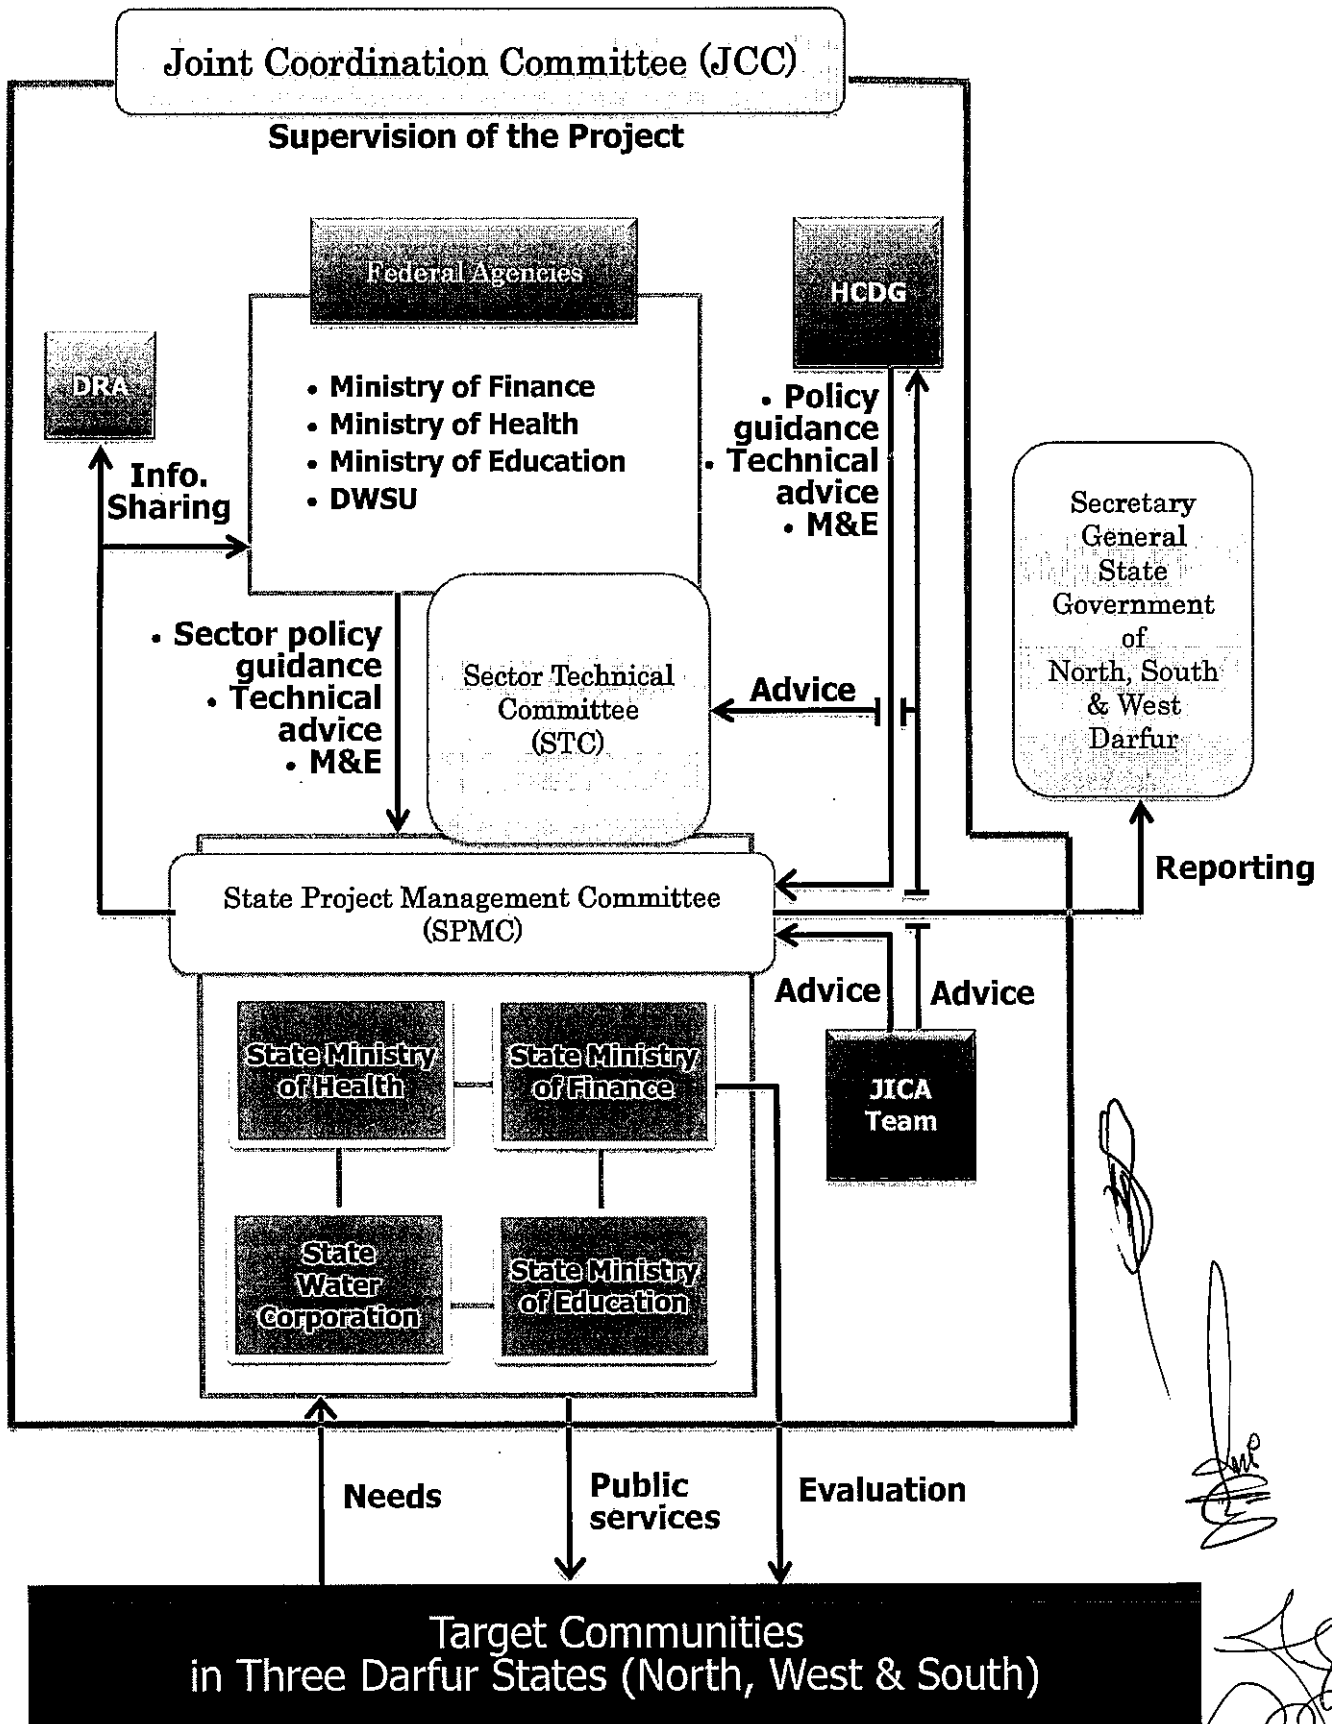 Joint Coordination Committee (JCC)
Supervision of the Project
Federal Agencies
HCDG
DRA
• Ministry of Finance
• Ministry of Health
• Ministry of Education
• DWSU
• Policy
guidance
• Technical
advice
• M&E
Info.
Sharing
Secretary
General
State
Government
of
North, South
& West
Darfur
• Sector policy
guidance
• Technical
advice
• M&E
Sector Technical
Committee
(STC)
Advice
Reporting
State Project Management Committee
(SPMC)
Advice
Advice
State Ministry
of Health
State Ministry
of Finance
JICA
Team
State
Water
Corporation
State Ministry
of Education
Needs
Public
services
Evaluation
Target Communities
in Three Darfur States (North, West & South)